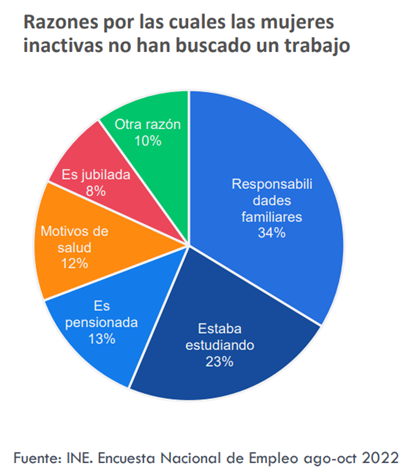 Razones por las cuales las mujeres
inactivas no han buscado un trabajo
Otra razón
10%
Es jubilada
8%
Responsabili
dades
familiares
34%
Motivos de
salud
12%
Es
pensionada
13%
Estaba
estudiando
23%
Fuente: INE. Encuesta Nacional de Empleo ago-oct 2022